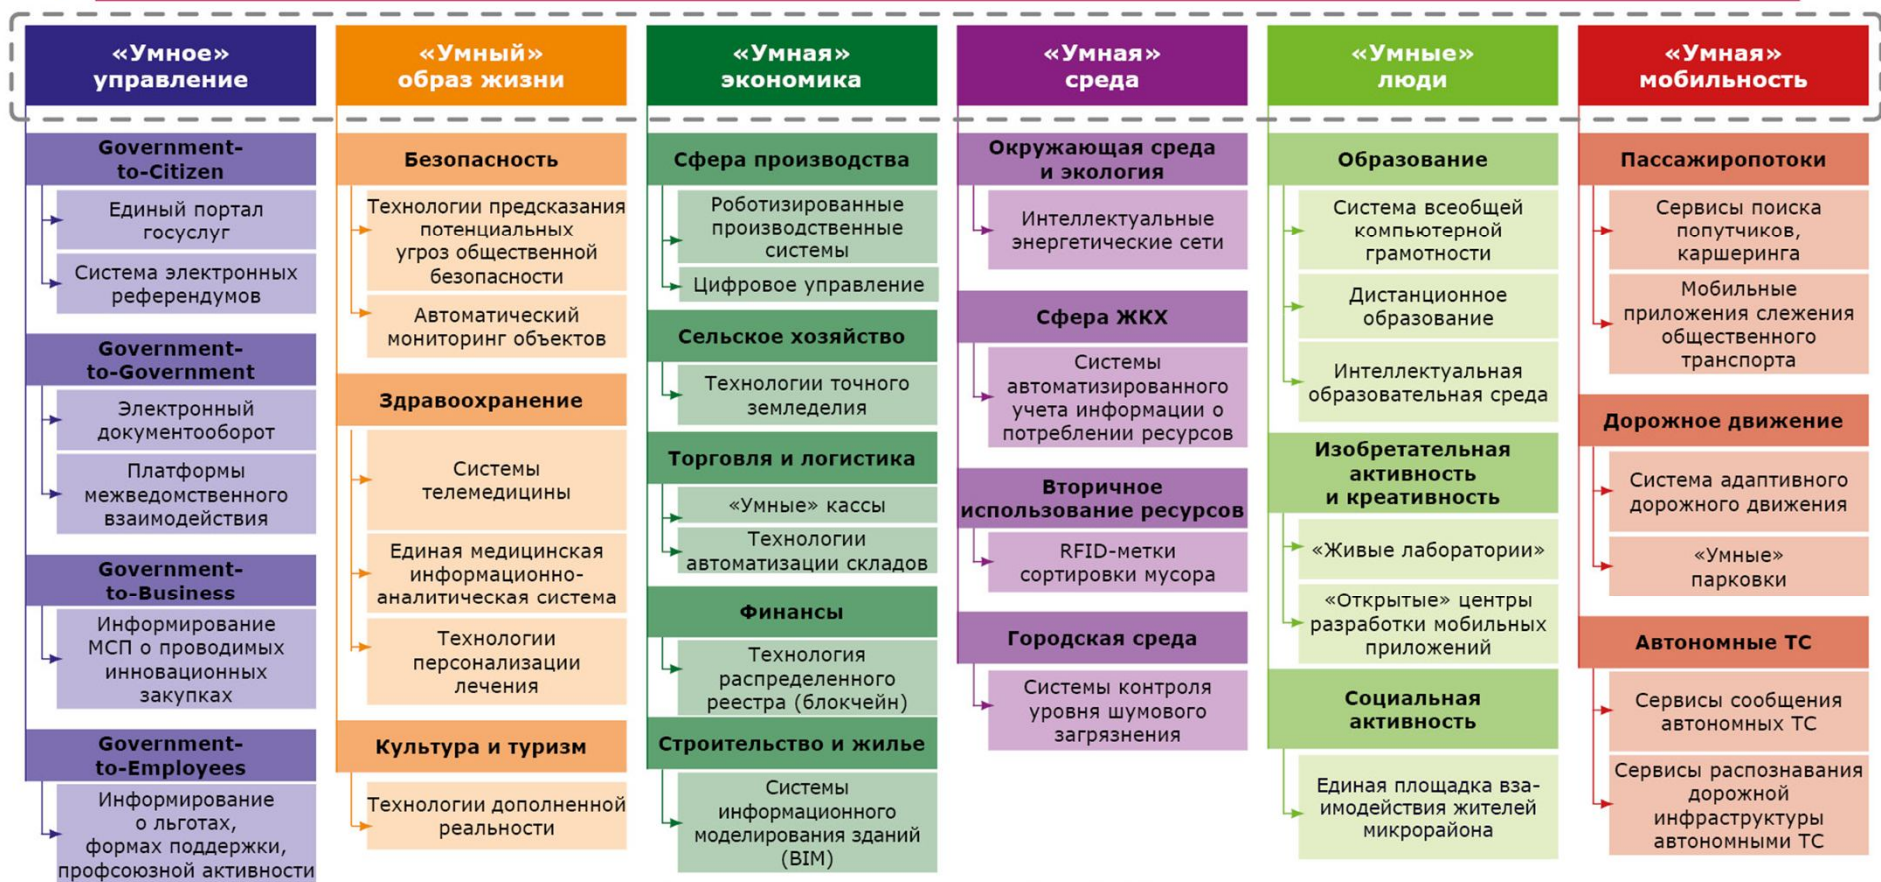 «Умное»
управление
Government-
to-Citizen
Единый портал
госуслуг
Система электронных
референдумов
Government-
to-Government
Электронный
документооборот
Платформы
межведомственного
взаимодействия
Government-
to-Business
Информирование
МСП о проводимых
инновационных
закупках
Government-
to-Employees
Информирование
о льготах,
формах поддержки,
профсоюзной активности
«Умный»
образ жизни
Безопасность
Технологии предсказания
потенциальных
угроз общественной
безопасности
Автоматический
мониторинг объектов
Здравоохранение
Системы
телемедицины
Единая медицинская
информационно-
аналитическая система
Технологии
персонализации
лечения
Культура и туризм
Технологии дополненной
реальности
«Умная»
экономика
Сфера производства
Роботизированные
производственные
системы
Цифровое управление
Сельское хозяйство
Технологии точного
земледелия
Торговля и логистика
«Умные» кассы
Технологии
автоматизации складов
Финансы
Технология
распределенного
реестра (блокчейн)
Строительство и жилье
Системы
информационного
моделирования зданий
(BIM)
«Умная»
среда
Окружающая среда
и экология
Интеллектуальные
энергетические сети
Сфера ЖКХ
Системы
автоматизированного
учета информации о
потреблении ресурсов
Вторичное
использование ресурсов
RFID-метки
сортировки мусора
Городская среда
Системы контроля
уровня шумового
загрязнения
«Умные»
люди
Образование
Система всеобщей
компьютерной
грамотности
Дистанционное
образование
Интеллектуальная
образовательная среда
Изобретательная
активность
и креативность
«Живые лаборатории»
«Открытые» центры
разработки мобильных
приложений
Социальная
активность
Единая площадка вза-
имодействия жителей
микрорайона
«Умная»
мобильность
Пассажиропотоки
Сервисы поиска
попутчиков,
каршеринга
Мобильные
приложения слежения
общественного
транспорта
Дорожное движение
Система адаптивного
дорожного движения
«Умные»
парковки
Автономные ТС
Сервисы сообщения
автономных ТС
Сервисы распознавания
дорожной
инфраструктуры
автономными ТС